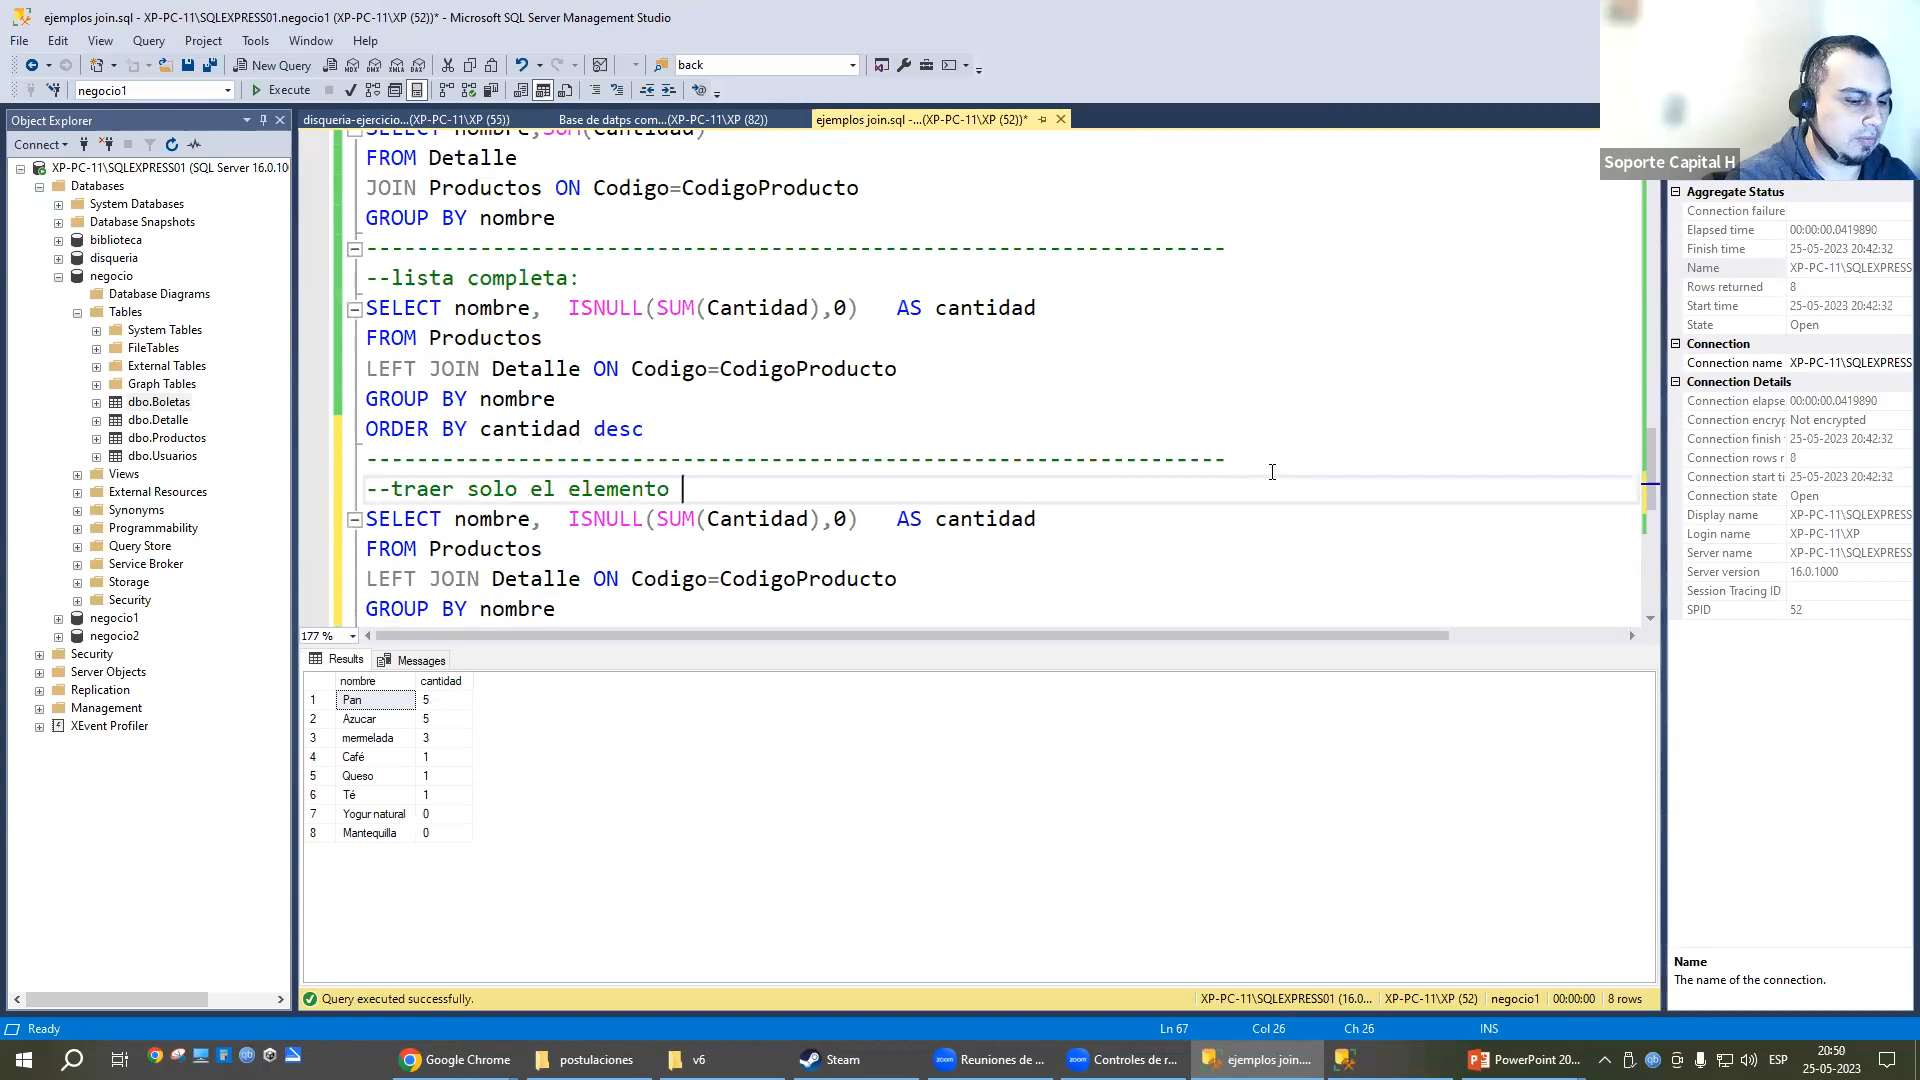 ejemplos join.sql - XP-PC-11\SQLEXPRESS01.negocio1 (XP-PC-11\XP (52))* - Microsoft SQL Server Management Studio
File Edit View Query Project Tools Window Help
New Query
back
negocio1
Execute
Object Explorer
Connect
XP-PC-11\SQLEXPRESS01 (SQL Server 16.0.10
Databases
System Databases
Database Snapshots
biblioteca
disqueria
negocio
Database Diagrams
Tables
System Tables
FileTables
External Tables
Graph Tables
dbo.Boletas
dbo.Detalle
dbo.Productos
dbo.Usuarios
Views
External Resources
Synonyms
Programmability
Query Store
Service Broker
Storage
Security
negocio1
negocio2
Security
Server Objects
Replication
Management
XEvent Profiler
disqueria-ejercicio...(XP-PC-11\XP (55))
Base de datps com...(XP-PC-11\XP (82))
ejemplos join.sql -...(XP-PC-11\XP (52))*
SELECT nombre,SUM(Cantidad)
FROM Detalle
JOIN Productos ON Codigo=CodigoProducto
GROUP BY nombre
--------------------------------------------------------------------
--lista completa:
SELECT nombre,  ISNULL(SUM(Cantidad),0)   AS cantidad
FROM Productos
LEFT JOIN Detalle ON Codigo=CodigoProducto
GROUP BY nombre
ORDER BY cantidad desc
--------------------------------------------------------------------
--traer solo el elemento
SELECT nombre,  ISNULL(SUM(Cantidad),0)   AS cantidad
FROM Productos
LEFT JOIN Detalle ON Codigo=CodigoProducto
GROUP BY nombre
177 %
Results
Messages
nombre cantidad
1 Pan 5
2 Azucar 5
3 memelada 3
4 Café 1
5 Queso 1
6 Té 1
7 Yogur natural 0
8 Mantequilla 0
Query executed successfully.
XP-PC-11\SQLEXPRESS01 (16.0... XP-PC-11\XP (52) negocio1 00:00:00 8 rows
Soporte Capital H
Aggregate Status
Connection failure
Elapsed time 00:00:00.0419890
Finish time 25-05-2023 20:42:32
Name XP-PC-11\SQLEXPRESS
Rows returned 8
Start time 25-05-2023 20:42:32
State Open
Connection
Connection name XP-PC-11\SQLEXPRESS
Connection Details
Connection elapse 00:00:00.0419890
Connection encryp Not encrypted
Connection finish 25-05-2023 20:42:32
Connection rows r 8
Connection start ti 25-05-2023 20:42:32
Connection state Open
Display name XP-PC-11\SQLEXPRESS
Login name XP-PC-11\XP
Server name XP-PC-11\SQLEXPRESS
Server version 16.0.1000
Session Tracing ID
SPID 52
Name
The name of the connection.
Ready
Ln 67 Col 26 Ch 26 INS
Google Chrome
postulaciones
v6
Steam
Reuniones de ...
Controles de r...
ejemplos join....
PowerPoint 20...
ESP
20:50
25-05-2023